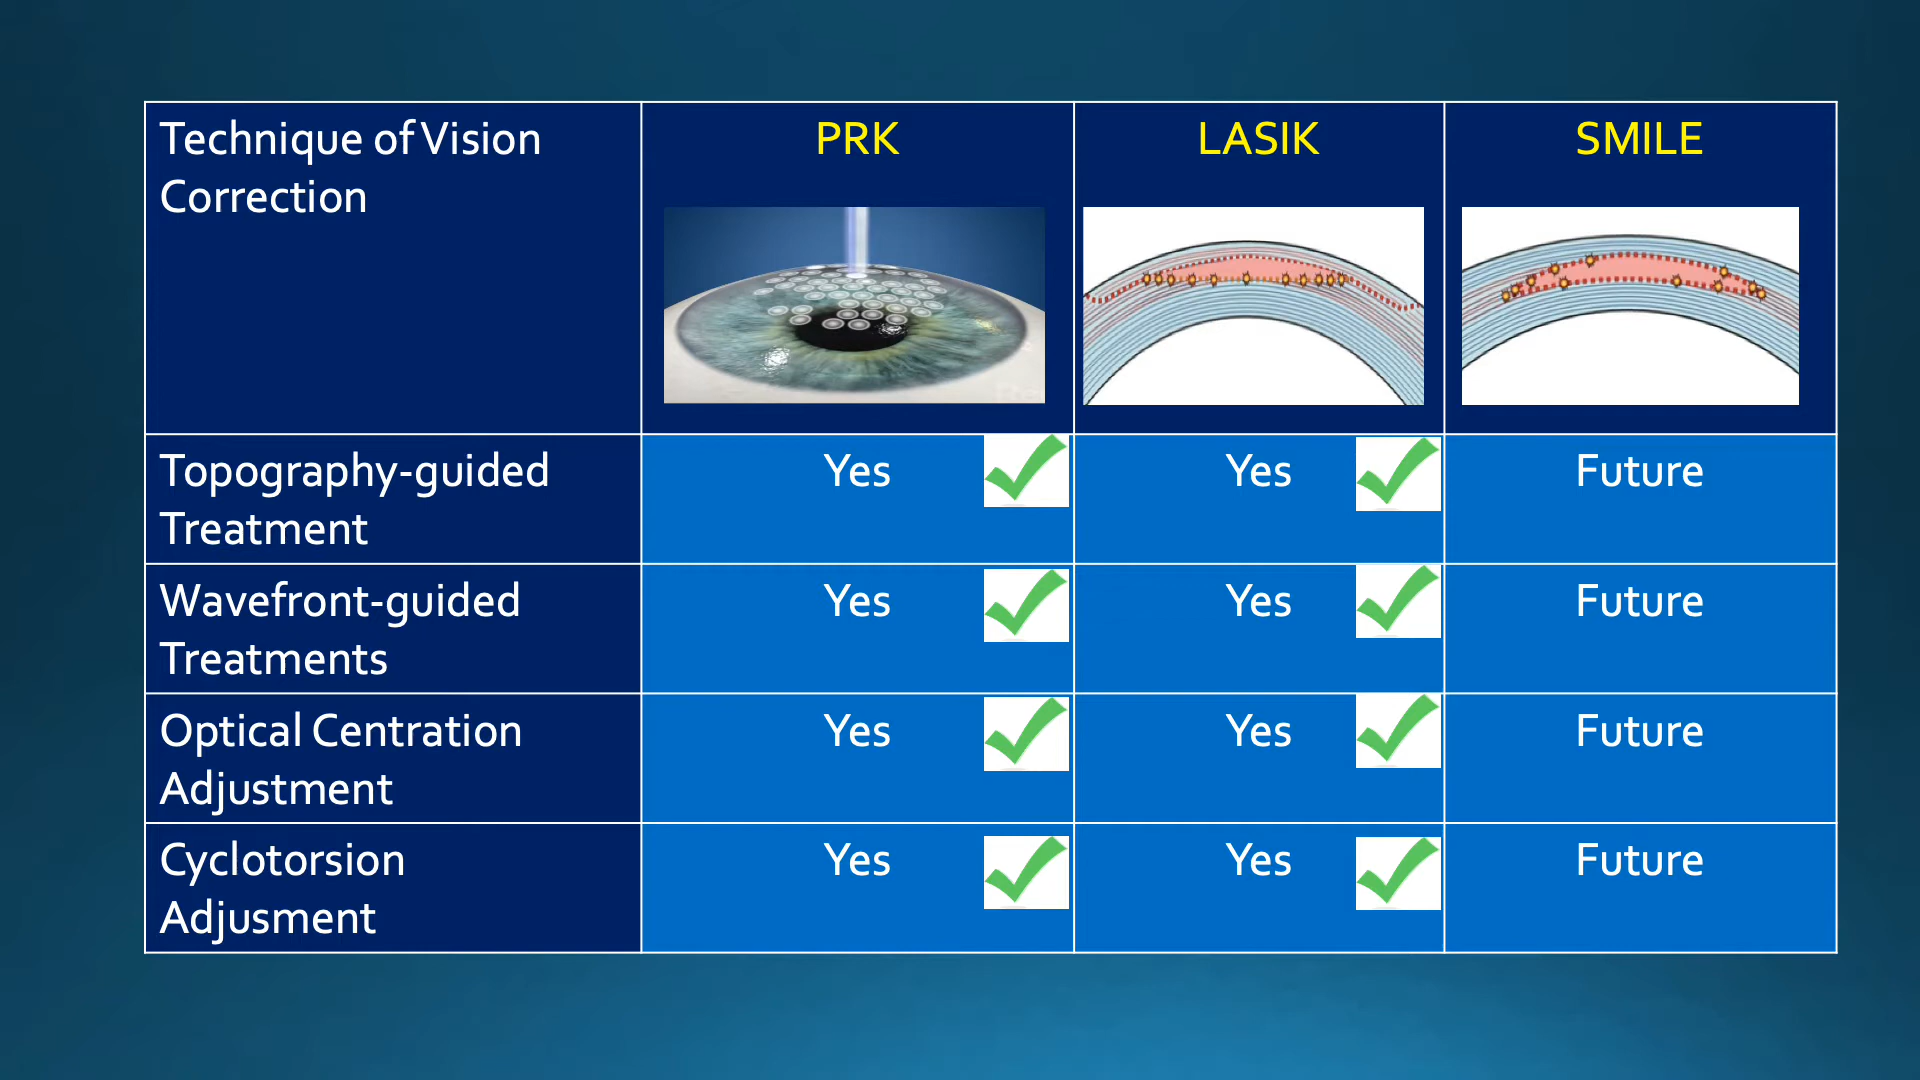 Technique of Vision
Correction
PRK
LASIK
SMILE
Topography-guided
Treatment
Yes
Yes
Future
Wavefront-guided
Treatments
Yes
Yes
Future
Optical Centration
Adjustment
Yes
Yes
Future
Cyclotorsion
Adjusment
Yes
Yes
Future